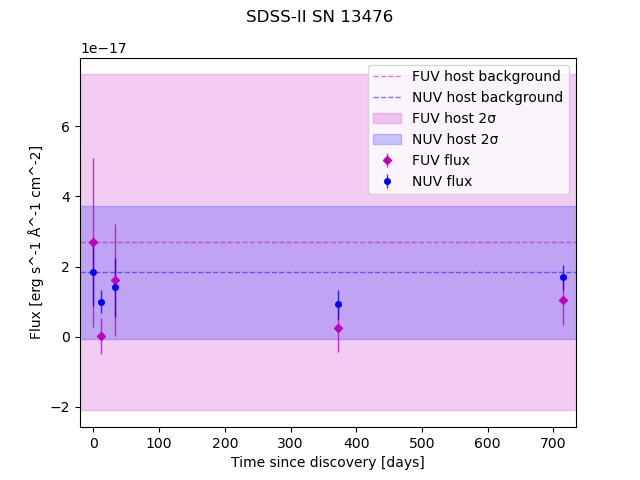 SDSS-II SN 13476
1e−17
FUV host background
NUV host background
FUV host 2σ
NUV host 2σ
FUV flux
NUV flux
Flux [erg s^-1 Å^-1 cm^-2]
6
4
2
0
−2
0 100 200 300 400 500 600 700
Time since discovery [days]